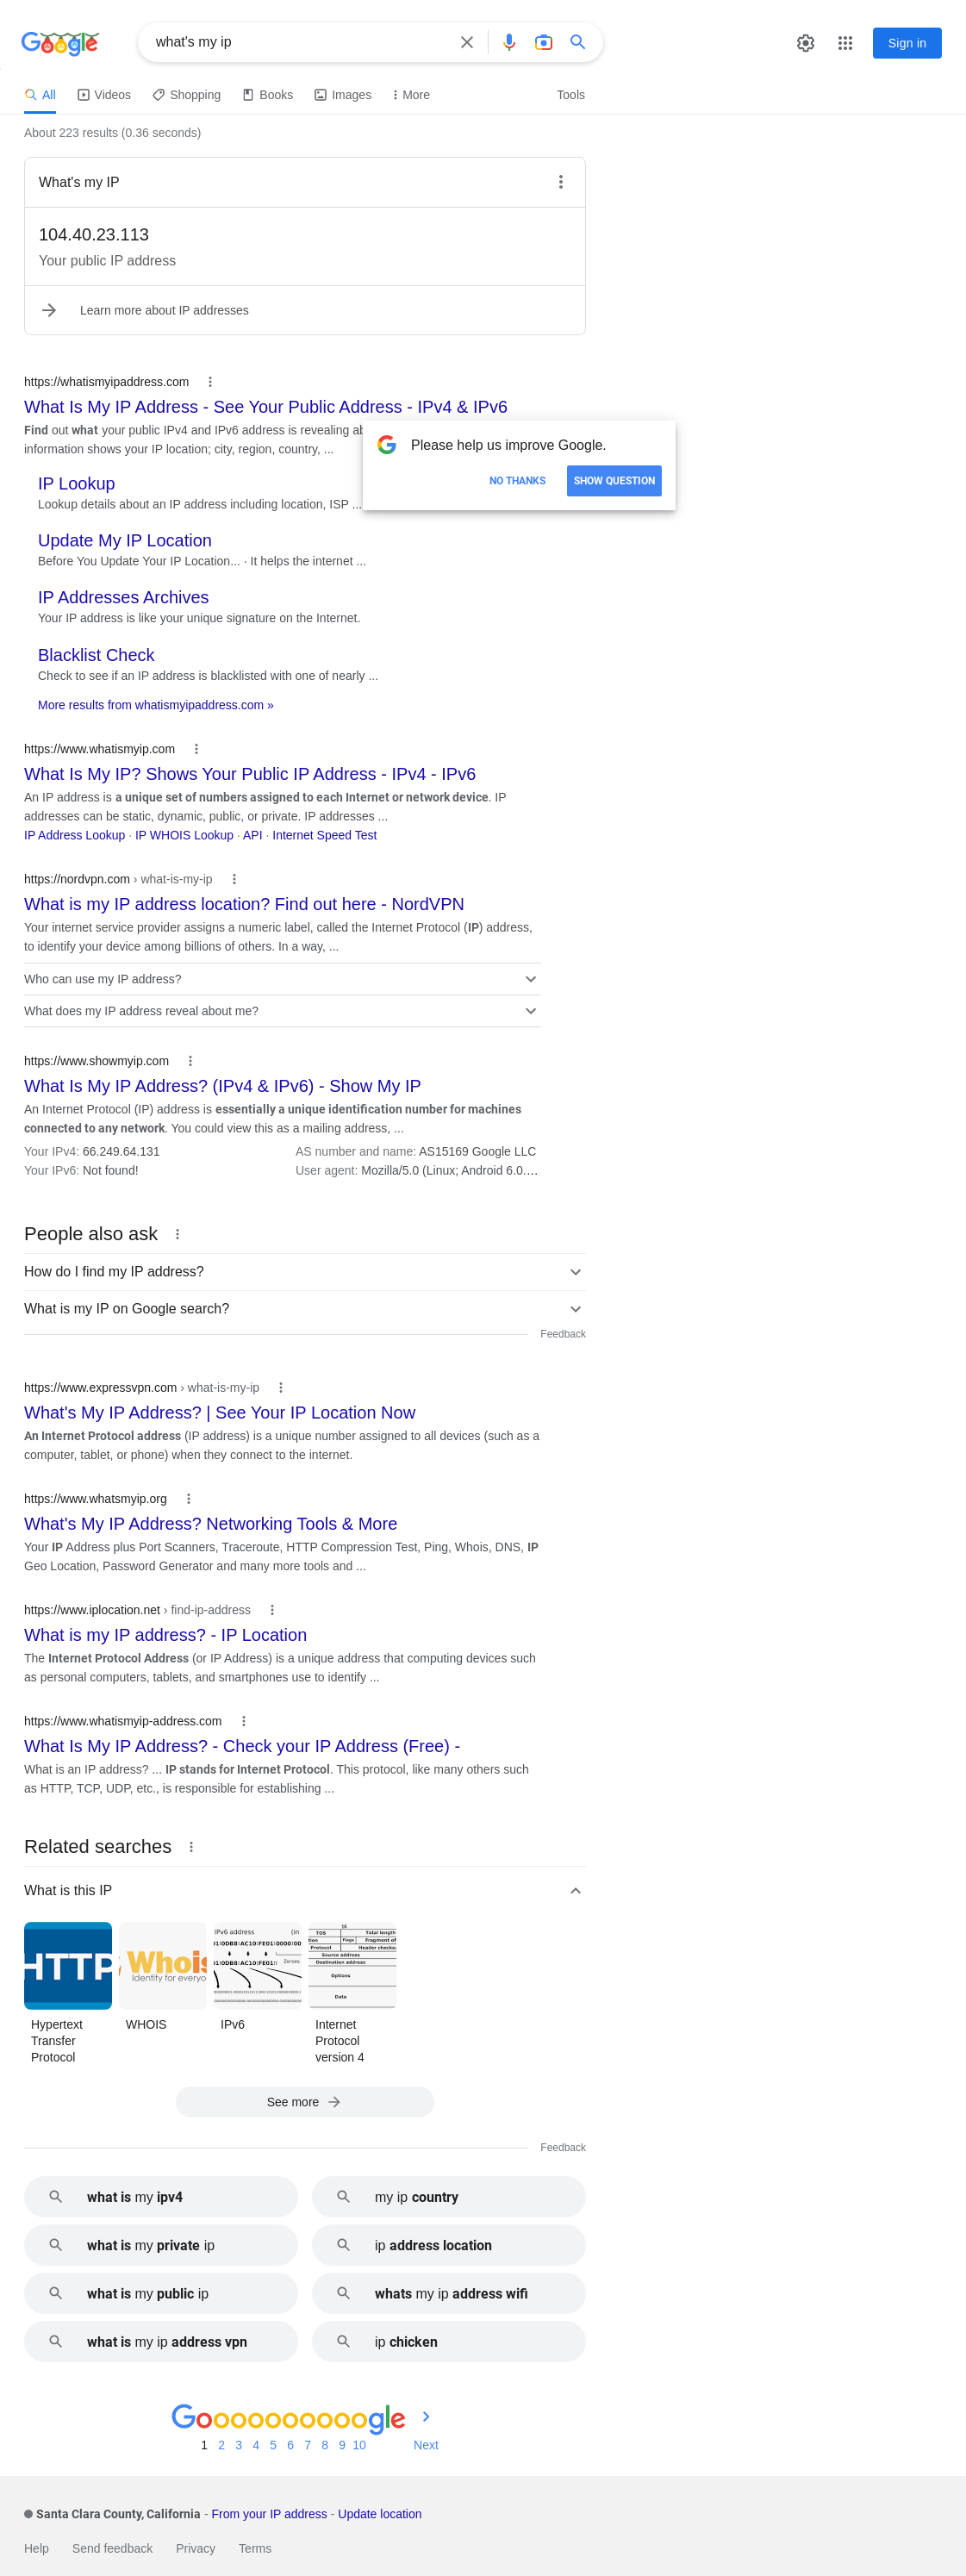 Google
what's my ip
Sign in
All
Videos
Shopping
Books
Images
More
Tools
About 223 results (0.36 seconds)
What's my IP
104.40.23.113
Your public IP address
Learn more about IP addresses
https://whatismyipaddress.com
What Is My IP Address - See Your Public Address - IPv4 & IPv6
Find out what your public IPv4 and IPv6 address is revealing
information shows your IP location; city, region, country, ...
Please help us improve Google.
NO THANKS
SHOW QUESTION
IP Lookup
Lookup details about an IP address including location, ISP ...
Update My IP Location
Before You Update Your IP Location... · It helps the internet ...
IP Addresses Archives
Your IP address is like your unique signature on the Internet.
Blacklist Check
Check to see if an IP address is blacklisted with one of nearly ...
More results from whatismyipaddress.com »
https://www.whatismyip.com
What Is My IP? Shows Your Public IP Address - IPv4 - IPv6
An IP address is a unique set of numbers assigned to each Internet or network device. IP
addresses can be static, dynamic, public, or private. IP addresses ...
IP Address Lookup · IP WHOIS Lookup · API · Internet Speed Test
https://nordvpn.com › what-is-my-ip
What is my IP address location? Find out here - NordVPN
Your internet service provider assigns a numeric label, called the Internet Protocol (IP) address,
to identify your device among billions of others. In a way, ...
Who can use my IP address?
What does my IP address reveal about me?
https://www.showmyip.com
What Is My IP Address? (IPv4 & IPv6) - Show My IP
An Internet Protocol (IP) address is essentially a unique identification number for machines
connected to any network. You could view this as a mailing address, ...
Your IPv4: 66.249.64.131
AS number and name: AS15169 Google LLC
Your IPv6: Not found!
User agent: Mozilla/5.0 (Linux; Android 6.0....
People also ask
How do I find my IP address?
What is my IP on Google search?
Feedback
https://www.expressvpn.com › what-is-my-ip
What's My IP Address? | See Your IP Location Now
An Internet Protocol address (IP address) is a unique number assigned to all devices (such as a
computer, tablet, or phone) when they connect to the internet.
https://www.whatsmyip.org
What's My IP Address? Networking Tools & More
Your IP Address plus Port Scanners, Traceroute, HTTP Compression Test, Ping, Whois, DNS, IP
Geo Location, Password Generator and many more tools and ...
https://www.iplocation.net › find-ip-address
What is my IP address? - IP Location
The Internet Protocol Address (or IP Address) is a unique address that computing devices such
as personal computers, tablets, and smartphones use to identify ...
https://www.whatismyip-address.com
What Is My IP Address? - Check your IP Address (Free) -
What is an IP address? ... IP stands for Internet Protocol. This protocol, like many others such
as HTTP, TCP, UDP, etc., is responsible for establishing ...
Related searches
What is this IP
HTTP
Whois
Identity for everyo
IPv6 address
(in
Zeroes
16
TOS
Total length
Flags
Fragment of
Protocol
Header checksu
Source address
Destination address
Options
Data
Hypertext
Transfer
Protocol
WHOIS
IPv6
Internet
Protocol
version 4
See more
Feedback
what is my ipv4
my ip country
what is my private ip
ip address location
what is my public ip
whats my ip address wifi
what is my ip address vpn
ip chicken
Goooooooooogle
1 2 3 4 5 6 7 8 9 10
Next
Santa Clara County, California - From your IP address - Update location
Help
Send feedback
Privacy
Terms